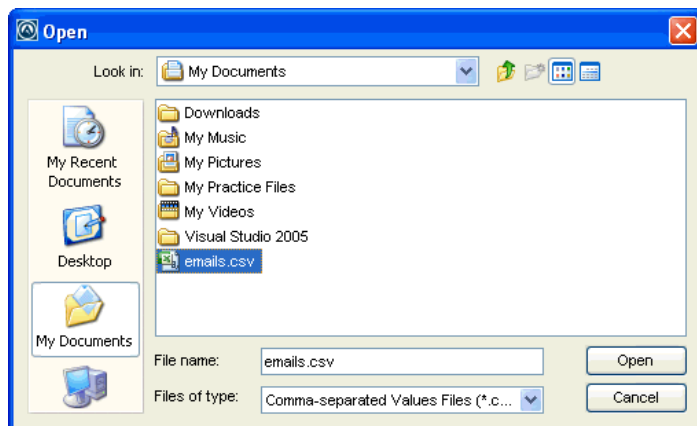 Open
Look in:
My Documents
My Recent
Documents
Desktop
My Documents
Downloads
My Music
My Pictures
My Practice Files
My Videos
Visual Studio 2005
emails.csv
File name:
emails.csv
Open
Files of type:
Comma-separated Values Files (*.c...
Cancel